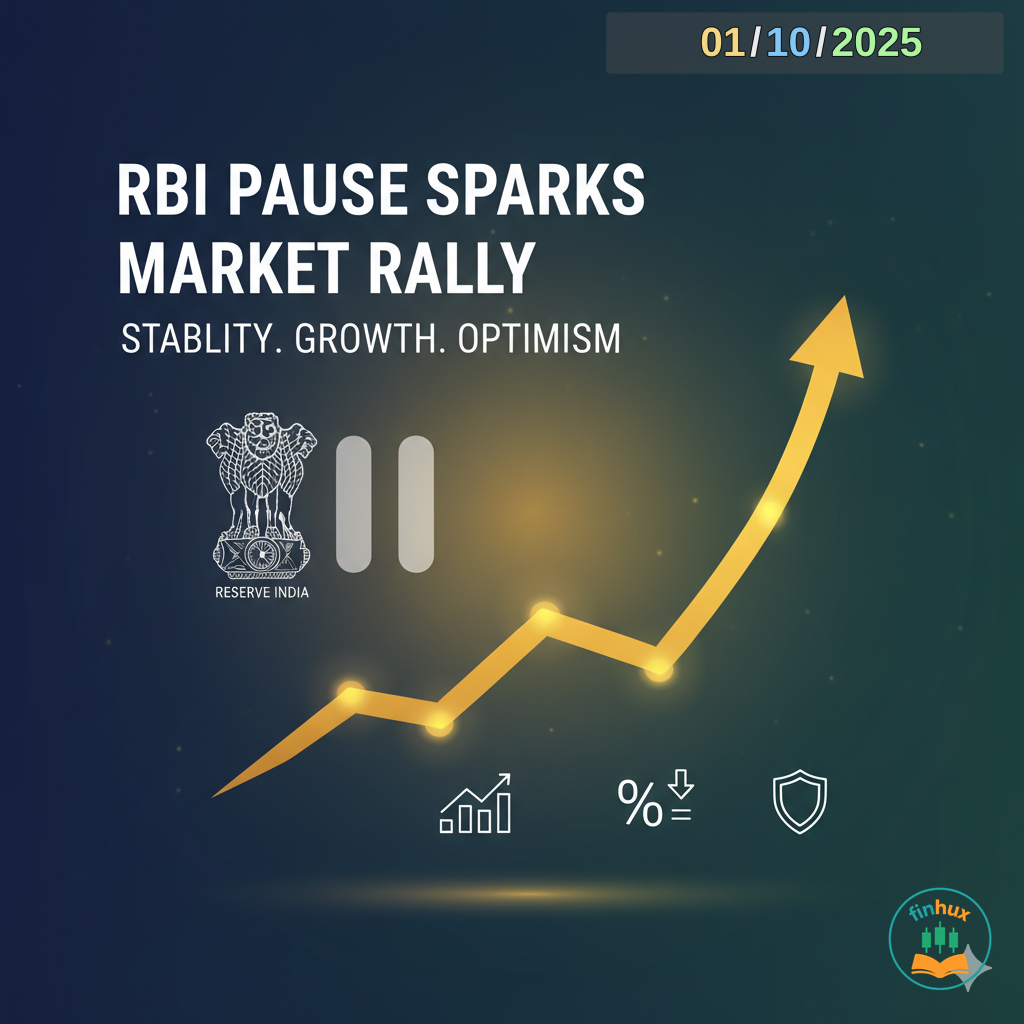 01/10/2025
RBI PAUSE SPARKS
MARKET RALLY
STABLITY. GROWTH. OPTIMISM
RESERVE INDIA
%
finhux